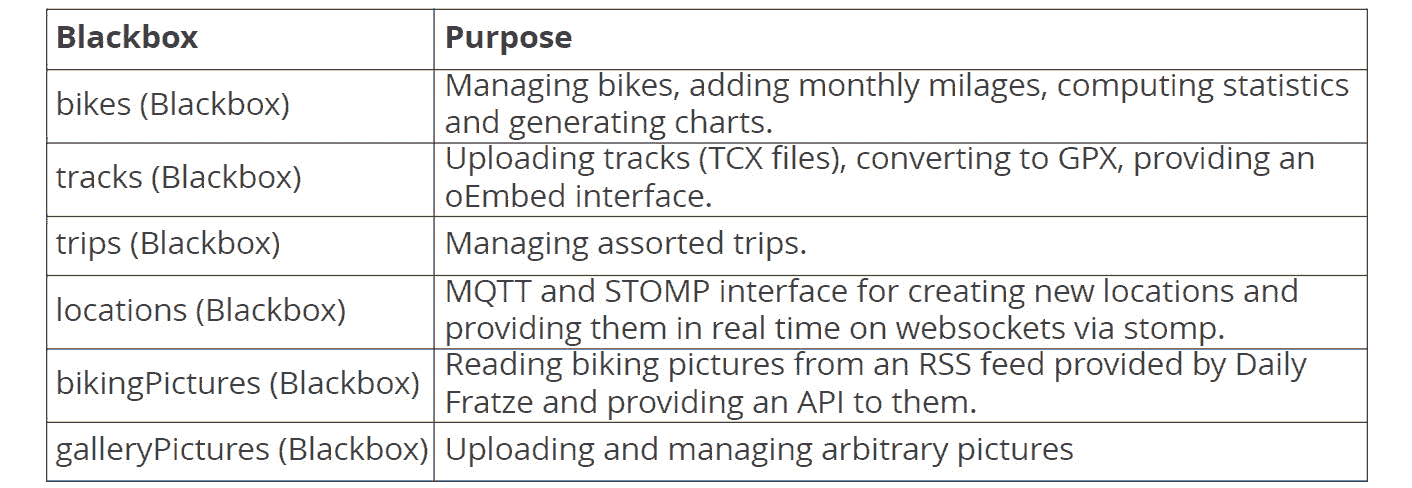 Blackbox Purpose
bikes (Blackbox) Managing bikes, adding monthly milages, computing statistics
and generating charts.
tracks (Blackbox) Uploading tracks (TCX files), converting to GPX, providing an
oEmbed interface.
trips (Blackbox) Managing assorted trips.
locations (Blackbox) MQTT and STOMP interface for creating new locations and
providing them in real time on websockets via stomp.
bikingPictures (Blackbox) Reading biking pictures from an RSS feed provided by Daily
Fratze and providing an API to them.
galleryPictures (Blackbox) Uploading and managing arbitrary pictures